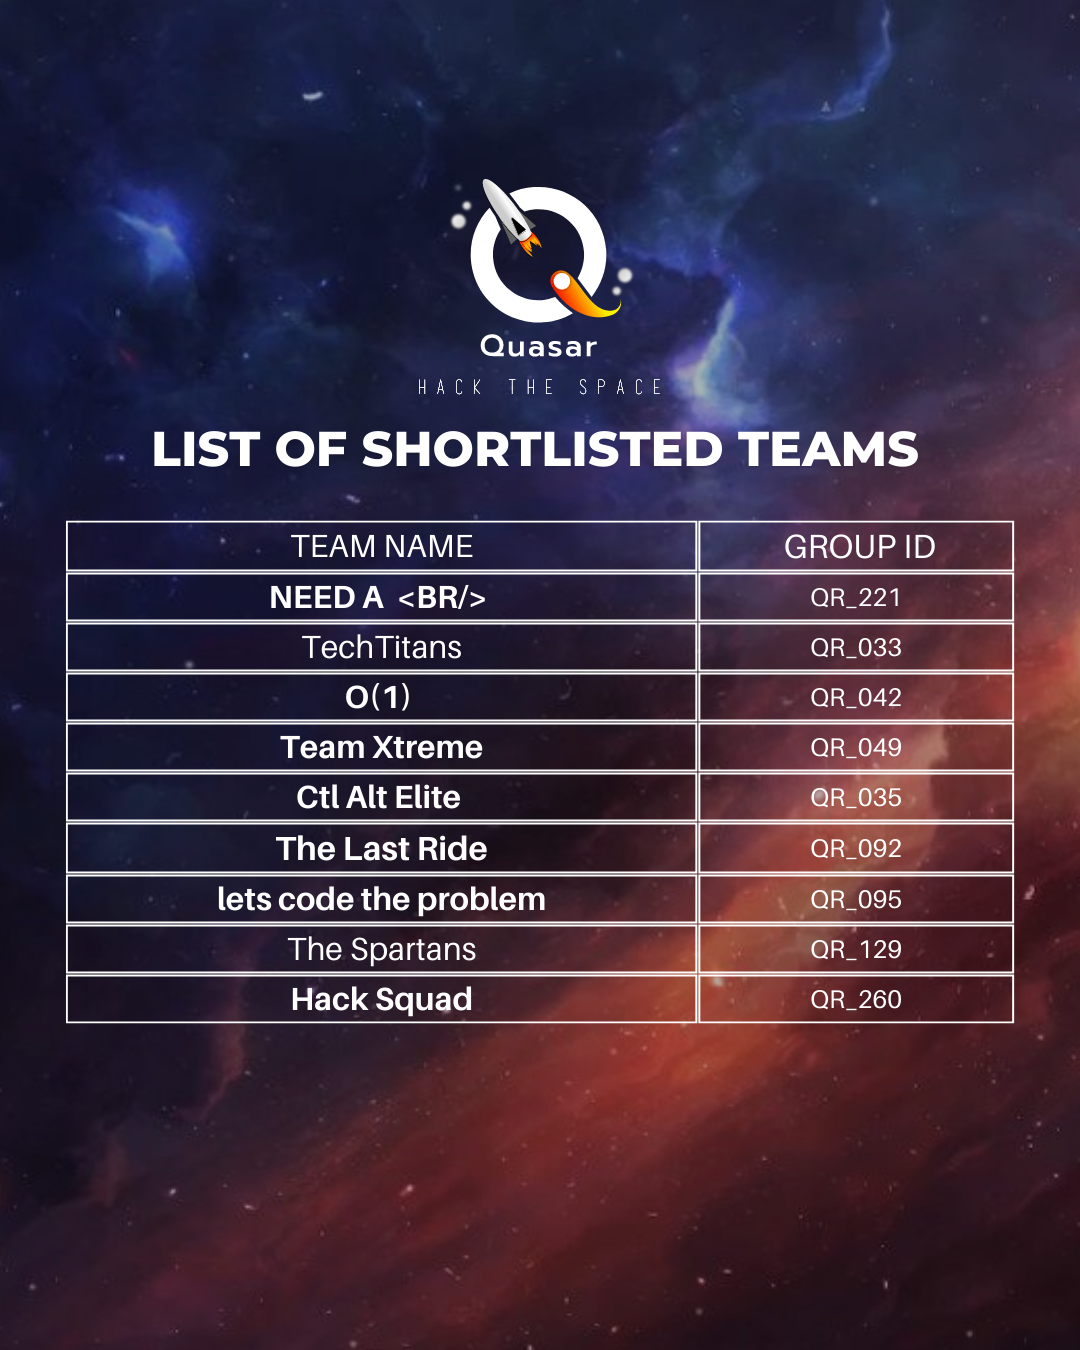 Quasar
HACK THE SPACE
LIST OF SHORTLISTED TEAMS
TEAM NAME GROUP ID
NEED A <BR/> QR_221
TechTitans QR_033
O(1) QR_042
Team Xtreme QR_049
Ctl Alt Elite QR_035
The Last Ride QR_092
lets code the problem QR_095
The Spartans QR_129
Hack Squad QR_260